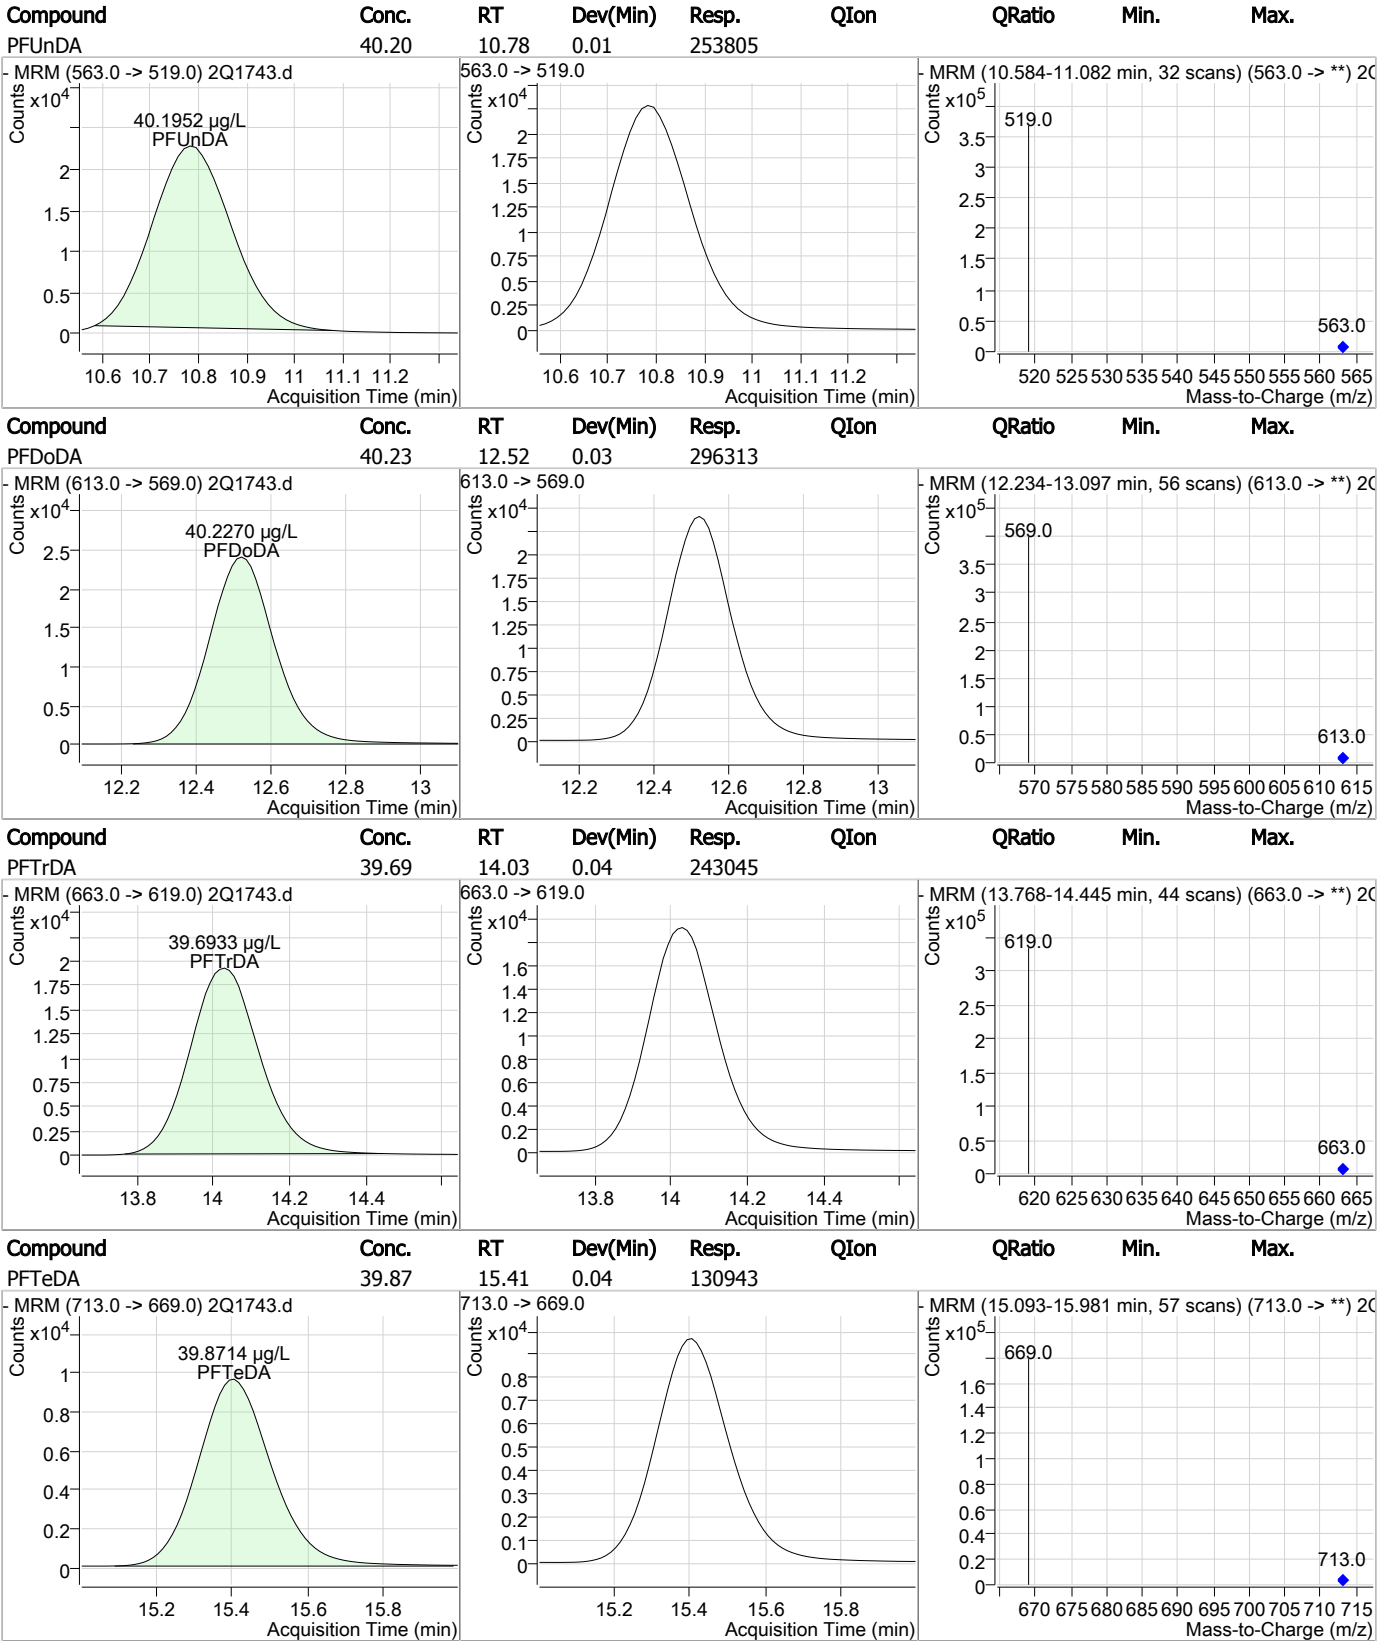 Compound Conc. RT Dev(Min) Resp. QIon QRatio Min. Max.
PFUnDA 40.20 10.78 0.01 253805
- MRM (563.0 -> 519.0) 2Q1743.d
Counts
x10^4
40.1952 µg/L
PFUnDA
2
1.5
1
0.5
0
10.6 10.7 10.8 10.9 11 11.1 11.2
Acquisition Time (min)
563.0 -> 519.0
Counts
x10^4
2
1.75
1.5
1.25
1
0.75
0.5
0.25
0
10.6 10.7 10.8 10.9 11 11.1 11.2
Acquisition Time (min)
- MRM (10.584-11.082 min, 32 scans) (563.0 -> **) 2Q
Counts
x10^5
519.0
3.5
3
2.5
2
1.5
1
0.5
0
563.0
520 525 530 535 540 545 550 555 560 565
Mass-to-Charge (m/z)
Compound Conc. RT Dev(Min) Resp. QIon QRatio Min. Max.
PFDoDA 40.23 12.52 0.03 296313
- MRM (613.0 -> 569.0) 2Q1743.d
Counts
x10^4
40.2270 µg/L
PFDoDA
2.5
2
1.5
1
0.5
0
12.2 12.4 12.6 12.8 13
Acquisition Time (min)
613.0 -> 569.0
Counts
x10^4
2
1.75
1.5
1.25
1
0.75
0.5
0.25
0
12.2 12.4 12.6 12.8 13
Acquisition Time (min)
- MRM (12.234-13.097 min, 56 scans) (613.0 -> **) 2Q
Counts
x10^5
569.0
3.5
3
2.5
2
1.5
1
0.5
0
613.0
570 575 580 585 590 595 600 605 610 615
Mass-to-Charge (m/z)
Compound Conc. RT Dev(Min) Resp. QIon QRatio Min. Max.
PFTrDA 39.69 14.03 0.04 243045
- MRM (663.0 -> 619.0) 2Q1743.d
Counts
x10^4
39.6933 µg/L
PFTrDA
2
1.75
1.5
1.25
1
0.75
0.5
0.25
0
13.8 14 14.2 14.4
Acquisition Time (min)
663.0 -> 619.0
Counts
x10^4
1.6
1.4
1.2
1
0.8
0.6
0.4
0.2
0
13.8 14 14.2 14.4
Acquisition Time (min)
- MRM (13.768-14.445 min, 44 scans) (663.0 -> **) 2Q
Counts
x10^5
619.0
3
2.5
2
1.5
1
0.5
0
663.0
620 625 630 635 640 645 650 655 660 665
Mass-to-Charge (m/z)
Compound Conc. RT Dev(Min) Resp. QIon QRatio Min. Max.
PFTeDA 39.87 15.41 0.04 130943
- MRM (713.0 -> 669.0) 2Q1743.d
Counts
x10^4
39.8714 µg/L
PFTeDA
1
0.8
0.6
0.4
0.2
0
15.2 15.4 15.6 15.8
Acquisition Time (min)
713.0 -> 669.0
Counts
x10^4
0.8
0.7
0.6
0.5
0.4
0.3
0.2
0.1
0
15.2 15.4 15.6 15.8
Acquisition Time (min)
- MRM (15.093-15.981 min, 57 scans) (713.0 -> **) 2Q
Counts
x10^5
669.0
1.6
1.4
1.2
1
0.8
0.6
0.4
0.2
0
713.0
670 675 680 685 690 695 700 705 710 715
Mass-to-Charge (m/z)